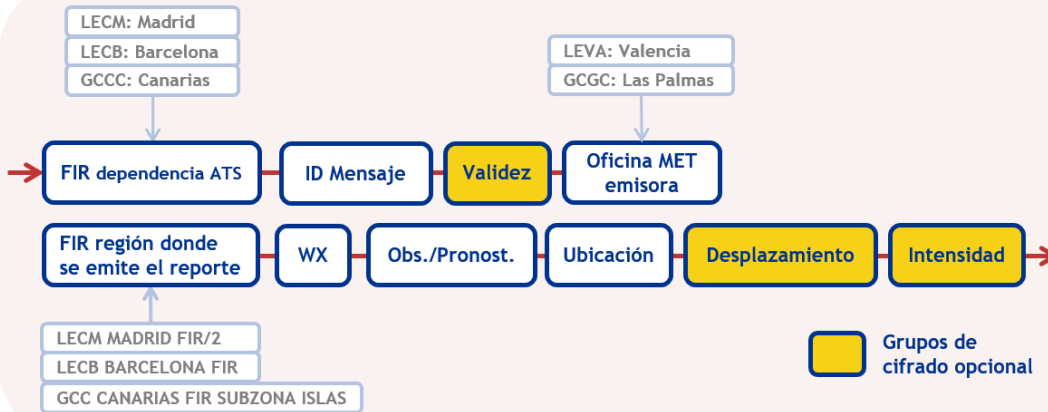 LECM: Madrid
LECB: Barcelona
GCCC: Canarias
LEVA: Valencia
GCGC: Las Palmas
FIR dependencia ATS
ID Mensaje
Validez
Oficina MET
emisora
FIR región donde
se emite el reporte
WX
Obs./Pronost.
Ubicación
Desplazamiento
Intensidad
LECM MADRID FIR/2
LECB BARCELONA FIR
GCC CANARIAS FIR SUBZONA ISLAS
Grupos de
cifrado opcional